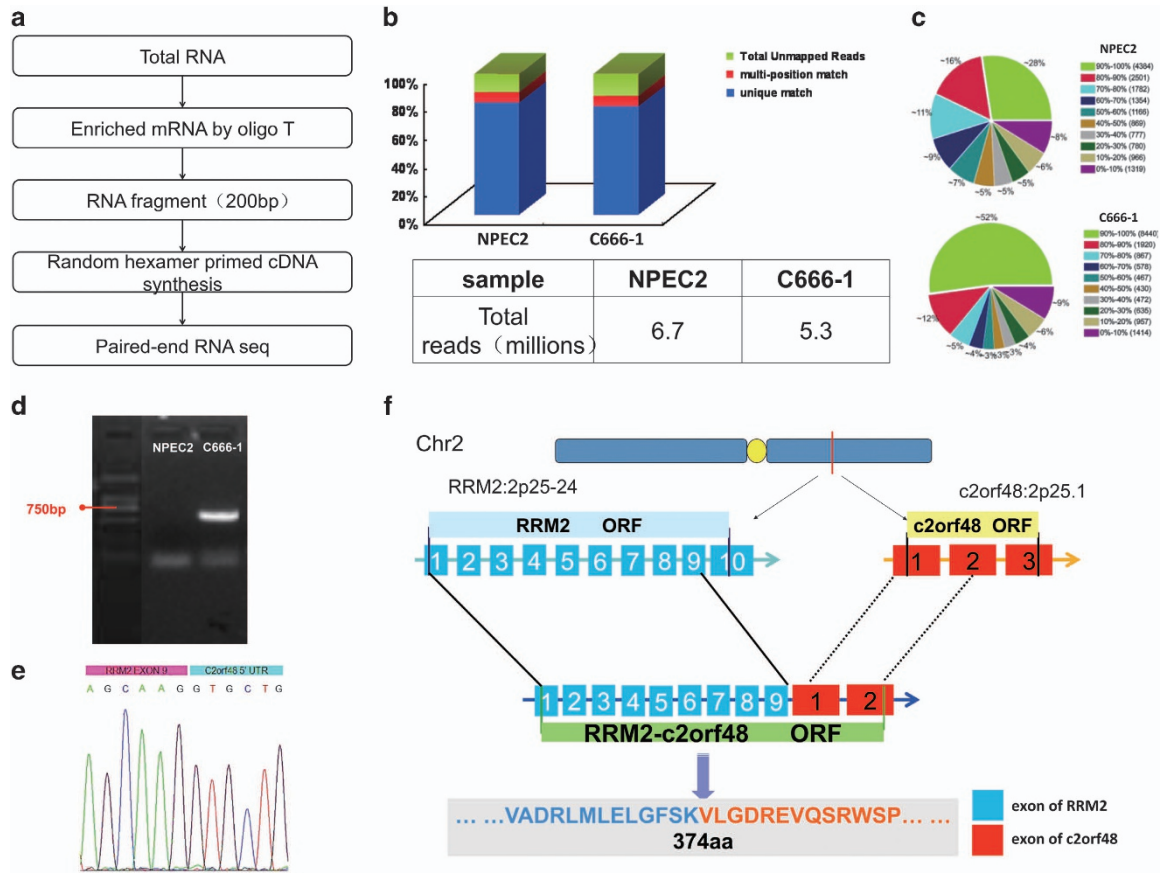 a
Total RNA
Enriched mRNA by oligo T
RNA fragment（200bp）
Random hexamer primed cDNA
synthesis
Paired-end RNA seq
b
100%
80%
60%
40%
20%
0%
NPEC2
C666-1
Total Unmapped Reads
multi-position match
unique match
sample
NPEC2
C666-1
Total
reads（millions）
6.7
5.3
c
NPEC2
~28%
~16%
~11%
~9%
~7%
~5%
~5%
~5%
~6%
~8%
90%-100% (4384)
80%-90% (2501)
70%-80% (1782)
60%-70% (1354)
50%-60% (1166)
40%-50% (869)
30%-40% (777)
20%-30% (780)
10%-20% (966)
0%-10% (1319)
C666-1
~52%
~12%
~5%
~4%
~3%
~3%
~3%
~4%
~6%
~9%
90%-100% (8440)
80%-90% (1920)
70%-80% (867)
60%-70% (578)
50%-60% (467)
40%-50% (430)
30%-40% (472)
20%-30% (635)
10%-20% (957)
0%-10% (1414)
d
NPEC2
C666-1
750bp
e
RRM2 EXON 9
C2orf48 5' UTR
A G C A A G G T G C T G
f
Chr2
RRM2:2p25-24
c2orf48:2p25.1
RRM2 ORF
c2orf48 ORF
1 2 3 4 5 6 7 8 9 10
1 2 3
1 2 3 4 5 6 7 8 9 1 2
RRM2-c2orf48 ORF
... ...VADRLMLELGFSKVLGDREVQSRWSP... ...
374aa
exon of RRM2
exon of c2orf48